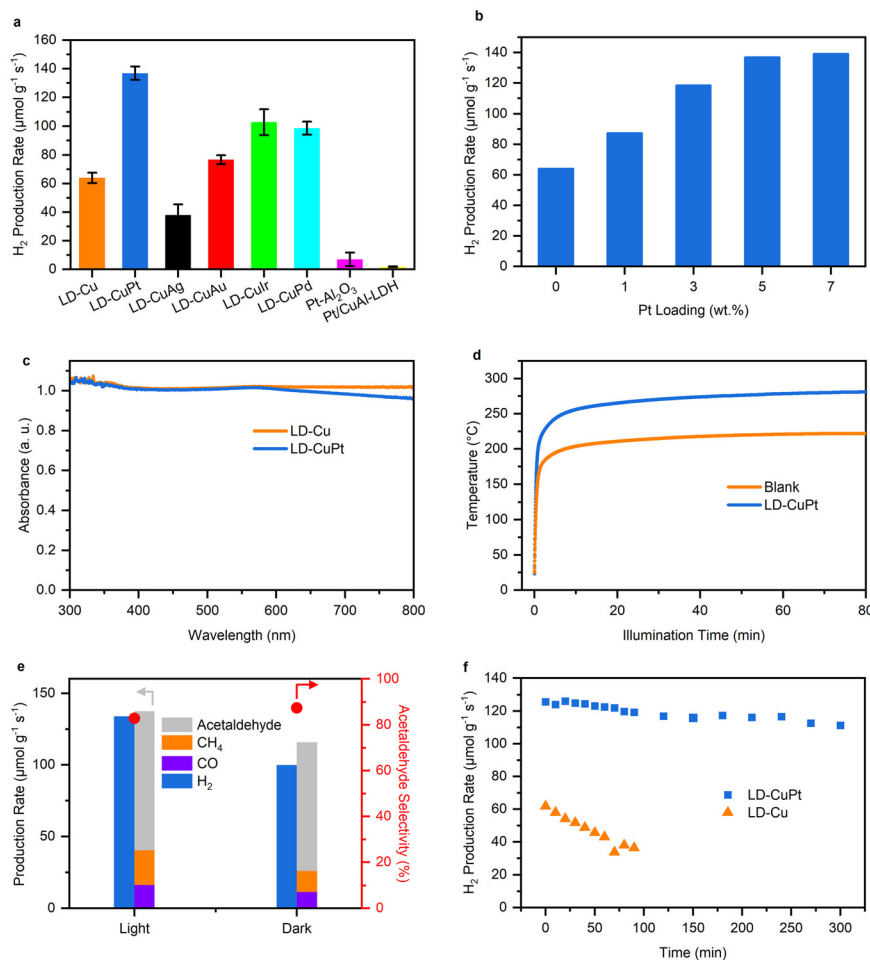 a
H₂ Production Rate (μmol g⁻¹ s⁻¹)
160
140
120
100
80
60
40
20
0
LD-Cu
LD-CuPt
LD-CuAg
LD-CuAu
LD-CuIr
LD-CuPd
Pt-Al₂O₃
Pt/CuAl-LDH
b
H₂ Production Rate (μmol g⁻¹ s⁻¹)
140
120
100
80
60
40
20
0
0 1 3 5 7
Pt Loading (wt.%)
c
Absorbance (a. u.)
1.0
0.8
0.6
0.4
0.2
0.0
LD-Cu
LD-CuPt
300 400 500 600 700 800
Wavelength (nm)
d
Temperature (°C)
300
250
200
150
100
50
0
Blank
LD-CuPt
0 20 40 60 80
Illumination Time (min)
e
Production Rate (μmol g⁻¹ s⁻¹)
150
100
50
0
Acetaldehyde
CH₄
CO
H₂
Light Dark
100
80
60
40
20
0
Acetaldehyde Selectivity (%)
f
H₂ Production Rate (μmol g⁻¹ s⁻¹)
140
120
100
80
60
40
20
0
LD-CuPt
LD-Cu
0 50 100 150 200 250 300
Time (min)